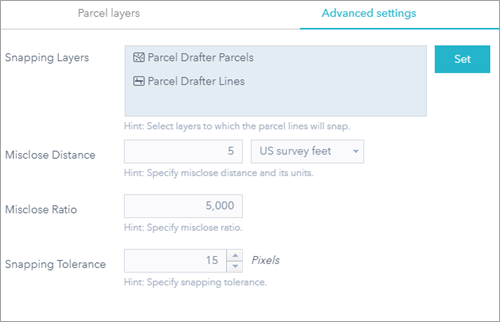 Parcel layers
Advanced settings
Snapping Layers
Parcel Drafter Parcels
Parcel Drafter Lines
Set
Hint: Select layers to which the parcel lines will snap.
Misclose Distance
5
US survey feet
Hint: Specify misclose distance and its units.
Misclose Ratio
5,000
Hint: Specify misclose ratio.
Snapping Tolerance
15
Pixels
Hint: Specify snapping tolerance.